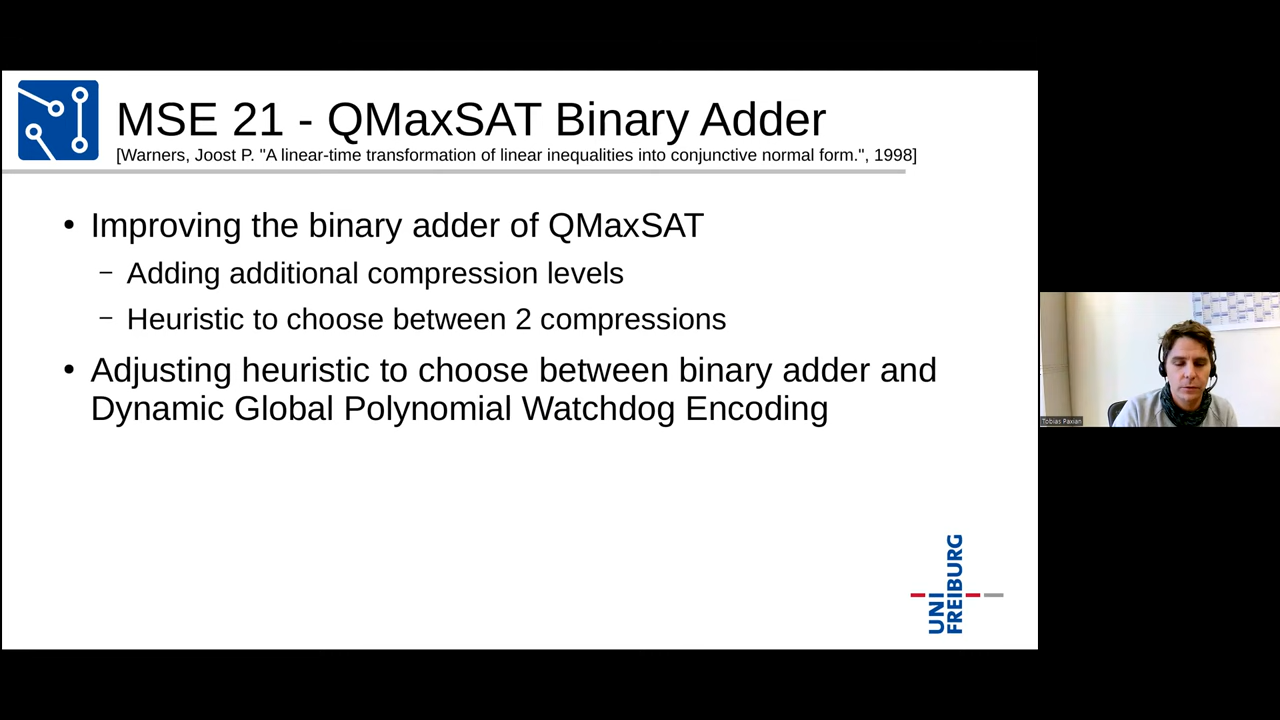 MSE 21 - QMaxSAT Binary Adder
[Warners, Joost P. "A linear-time transformation of linear inequalities into conjunctive normal form.", 1998]
• Improving the binary adder of QMaxSAT
– Adding additional compression levels
– Heuristic to choose between 2 compressions
• Adjusting heuristic to choose between binary adder and
Dynamic Global Polynomial Watchdog Encoding
UNI
FREIBURG
Tobias Paxian